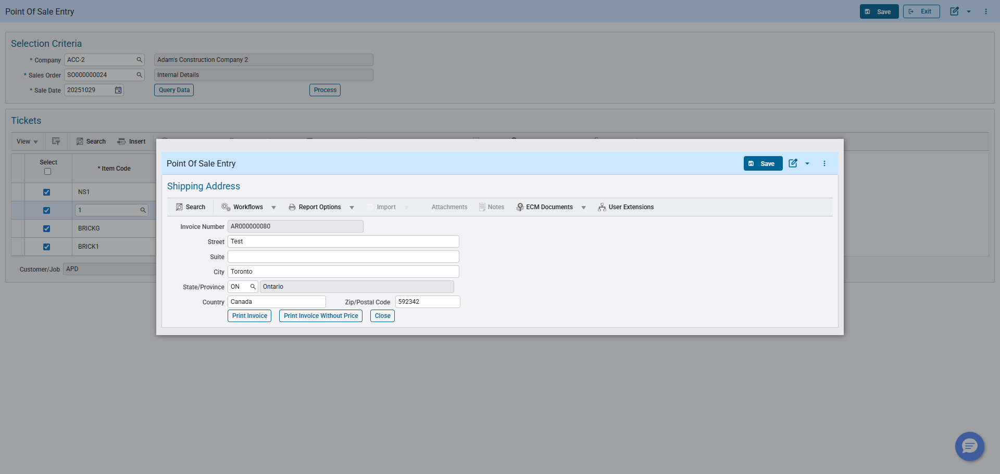 Point Of Sale Entry
Save Exit
Selection Criteria
* Company ACC-2 Adam's Construction Company 2
* Sales Order SO000000024 Internal Details
* Sale Date 20251029 Query Data Process
Tickets
View Search Insert
Select * Item Code
NS1
1
BRICKG
BRICK1
Customer/Job APD
Point Of Sale Entry Save
Shipping Address
Search Workflows Report Options Import Attachments Notes ECM Documents User Extensions
Invoice Number AR000000080
Street Test
Suite
City Toronto
State/Province ON Ontario
Country Canada Zip/Postal Code 592342
Print Invoice Print Invoice Without Price Close